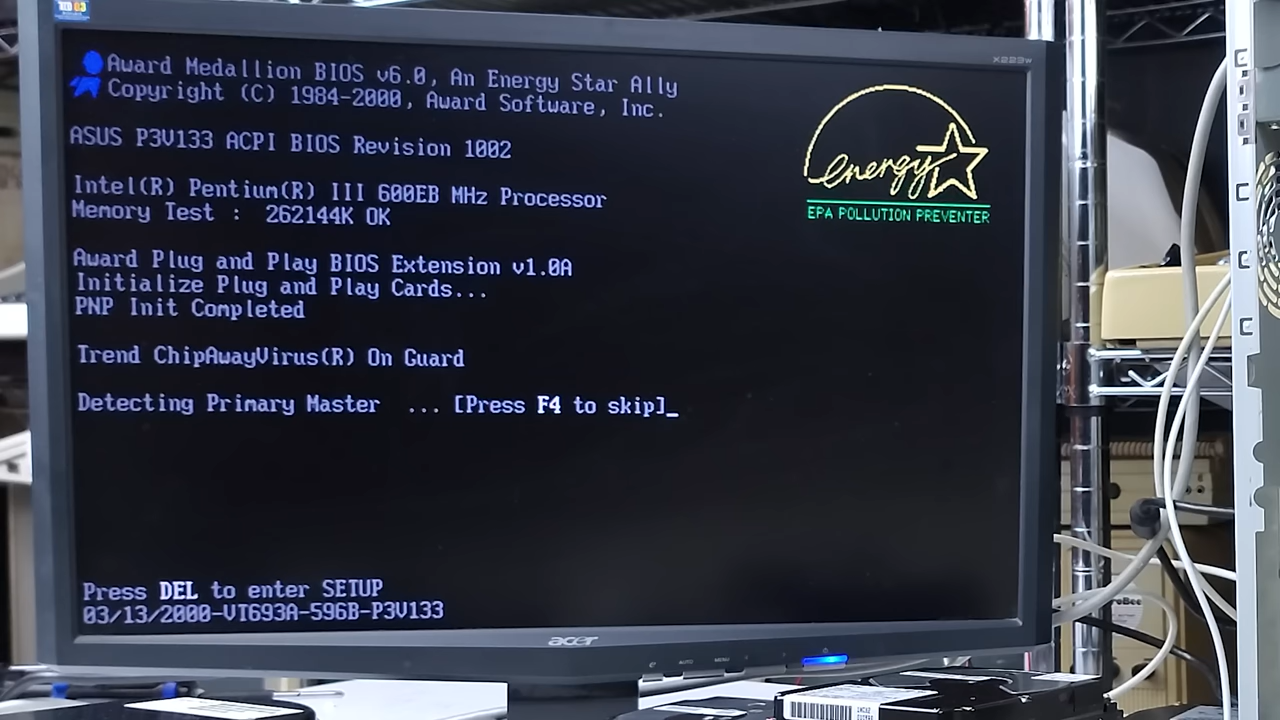 X223w
Award Medallion BIOS v6.0, An Energy Star Ally
Copyright (C) 1984-2000, Award Software, Inc.
ASUS P3V133 ACPI BIOS Revision 1002
energy
EPA POLLUTION PREVENTER
Intel(R) Pentium(R) III 600EB MHz Processor
Memory Test :  262144K OK
Award Plug and Play BIOS Extension v1.0A
Initialize Plug and Play Cards...
PNP Init Completed
Trend ChipAwayVirus(R) On Guard
Detecting Primary Master  ... [Press F4 to skip]_
Press DEL to enter SETUP
03/13/2000-VT693A-596B-P3V133
acer
AUTO
MENU